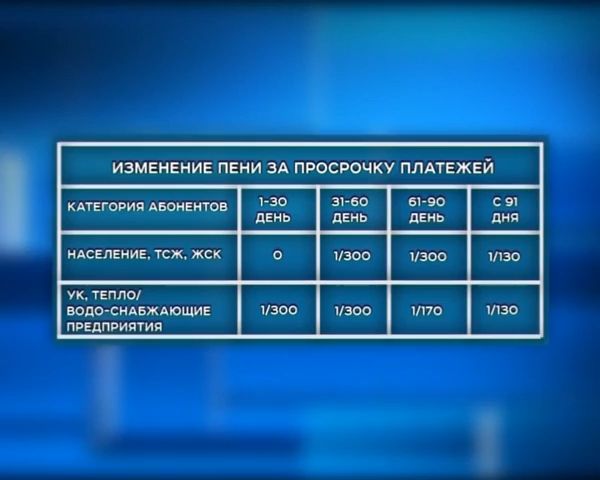 ИЗМЕНЕНИЕ ПЕНИ ЗА ПРОСРОЧКУ ПЛАТЕЖЕЙ
КАТЕГОРИЯ АБОНЕНТОВ
1-30
ДЕНЬ
31-60
ДЕНЬ
61-90
ДЕНЬ
С 91
ДНЯ
НАСЕЛЕНИЕ, ТСЖ, ЖСК
0
1/300
1/300
1/130
УК, ТЕПЛО/
ВОДО-СНАБЖАЮЩИЕ
ПРЕДПРИЯТИЯ
1/300
1/300
1/170
1/130